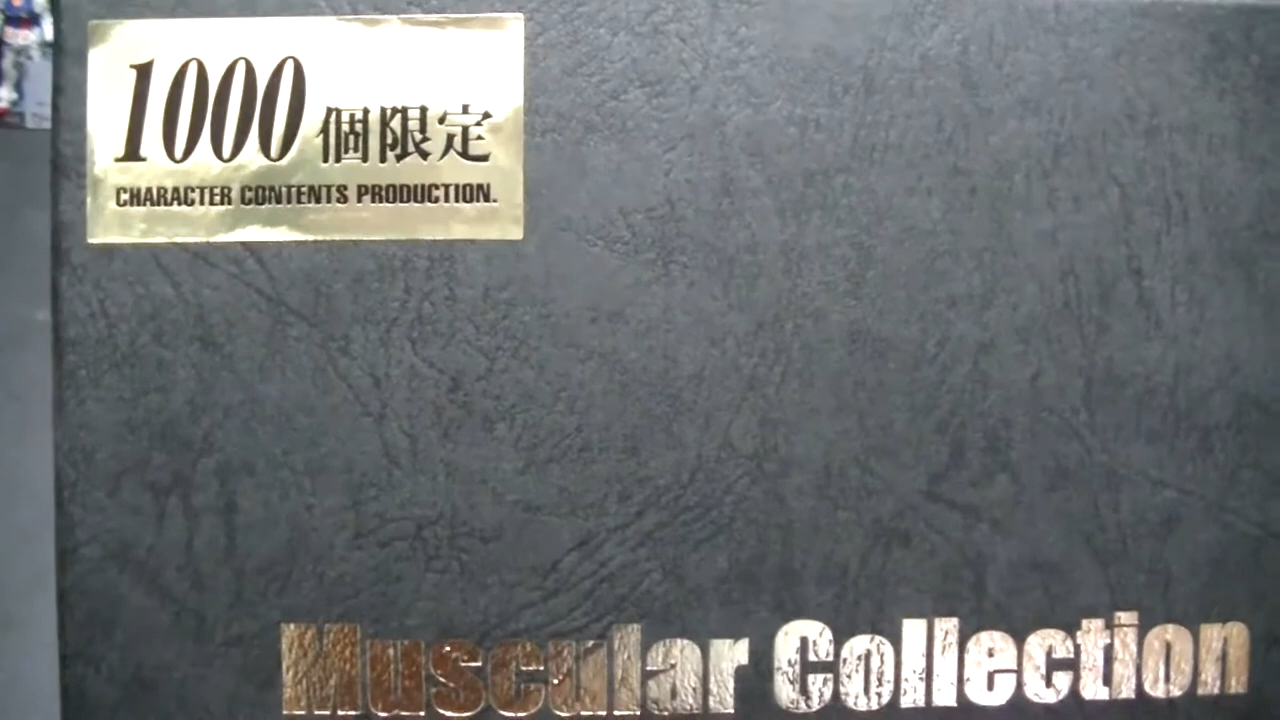 1000個限定
CHARACTER CONTENTS PRODUCTION.
Muscular Collection